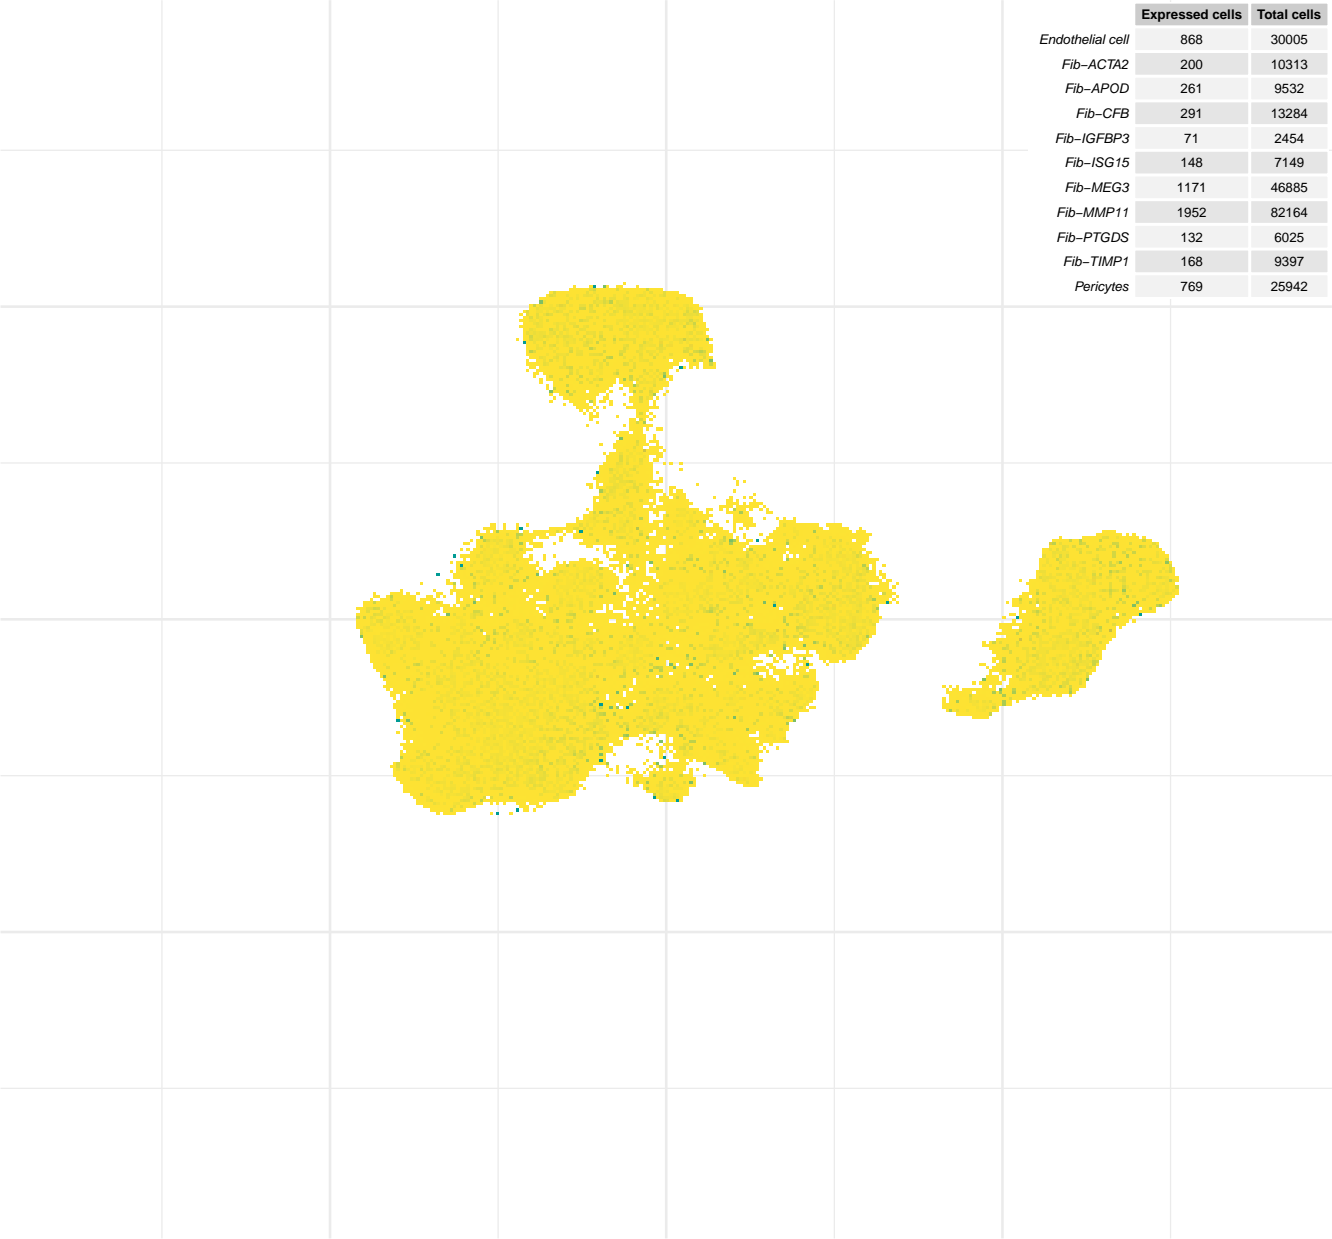 Expressed cells Total cells
Endothelial cell 868 30005
Fib−ACTA2 200 10313
Fib−APOD 261 9532
Fib−CFB 291 13284
Fib−IGFBP3 71 2454
Fib−ISG15 148 7149
Fib−MEG3 1171 46885
Fib−MMP11 1952 82164
Fib−PTGDS 132 6025
Fib−TIMP1 168 9397
Pericytes 769 25942